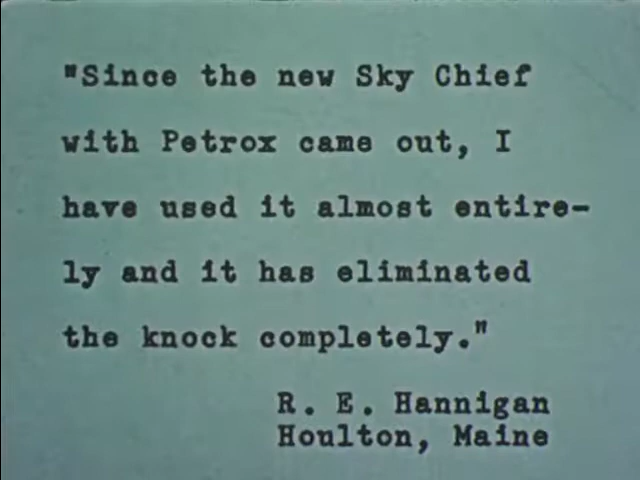 "Since the new Sky Chief
with Petrox came out, I
have used it almost entire-
ly and it has eliminated
the knock completely."
R. E. Hannigan
Houlton, Maine